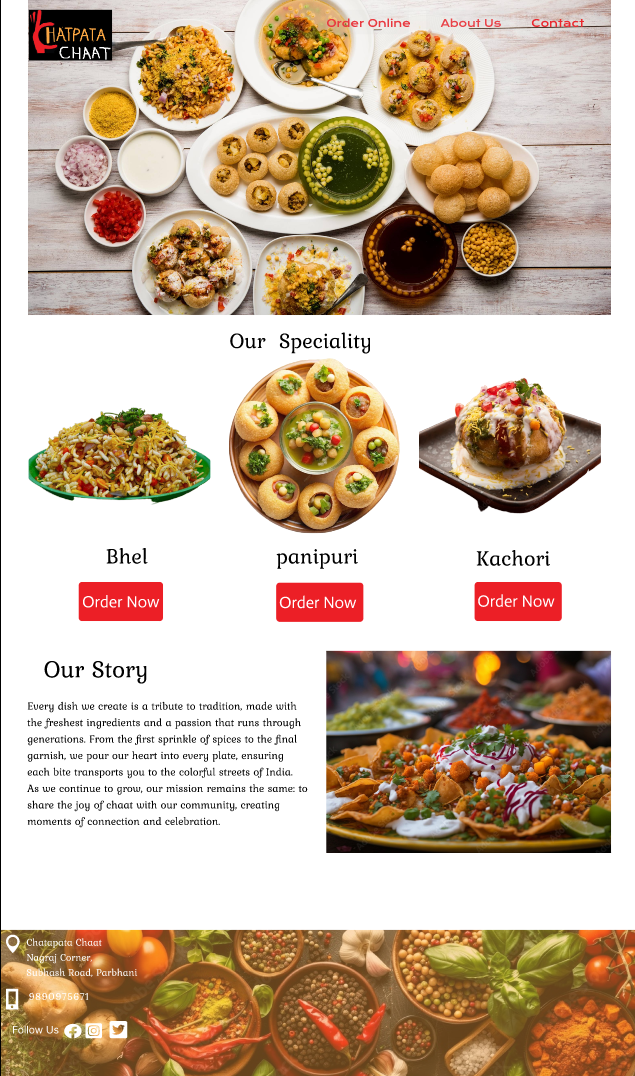 CHATPATA
CHAAT
Order Online
About Us
Contact
Our Speciality
Bhel
panipuri
Kachori
Order Now
Order Now
Order Now
Our Story
Every dish we create is a tribute to tradition, made with
the freshest ingredients and a passion that runs through
generations. From the first sprinkle of spices to the final
garnish, we pour our heart into every plate, ensuring
each bite transports you to the colorful streets of India.
As we continue to grow, our mission remains the same: to
share the joy of chaat with our community, creating
moments of connection and celebration.
Chatapata Chaat
Nagraj Corner,
Subhash Road, Parbhani
Follow Us